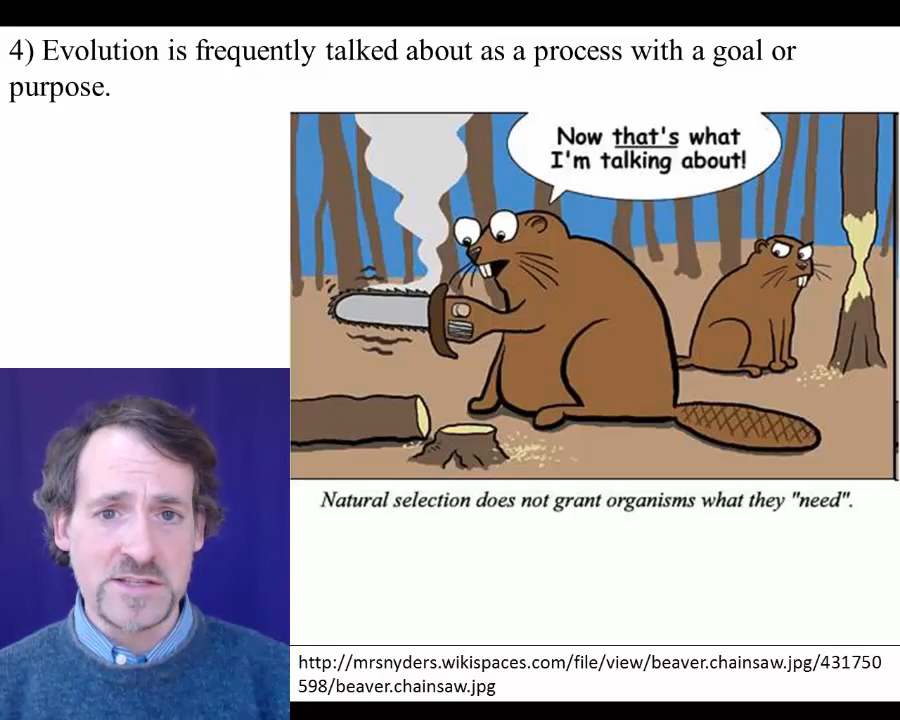 4) Evolution is frequently talked about as a process with a goal or
purpose.
Now that's what
I'm talking about!
Natural selection does not grant organisms what they "need".
http://mrsnyders.wikispaces.com/file/view/beaver.chainsaw.jpg/431750
598/beaver.chainsaw.jpg